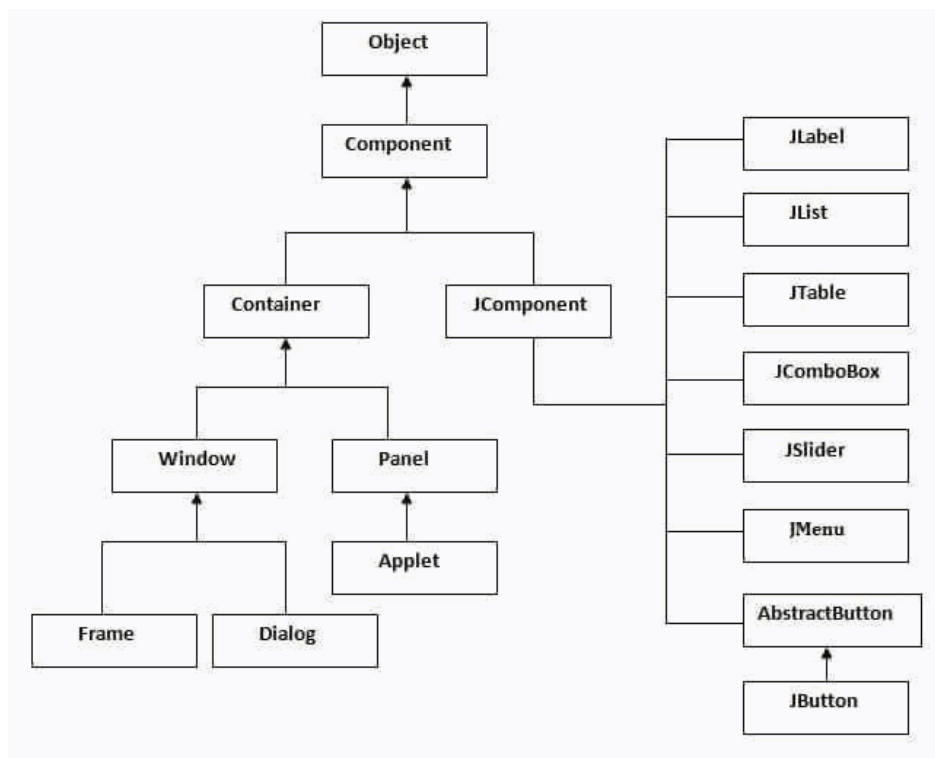 Object
Component
Container
JComponent
Window
Panel
Applet
Frame
Dialog
JLabel
JList
JTable
JComboBox
JSlider
JMenu
AbstractButton
JButton